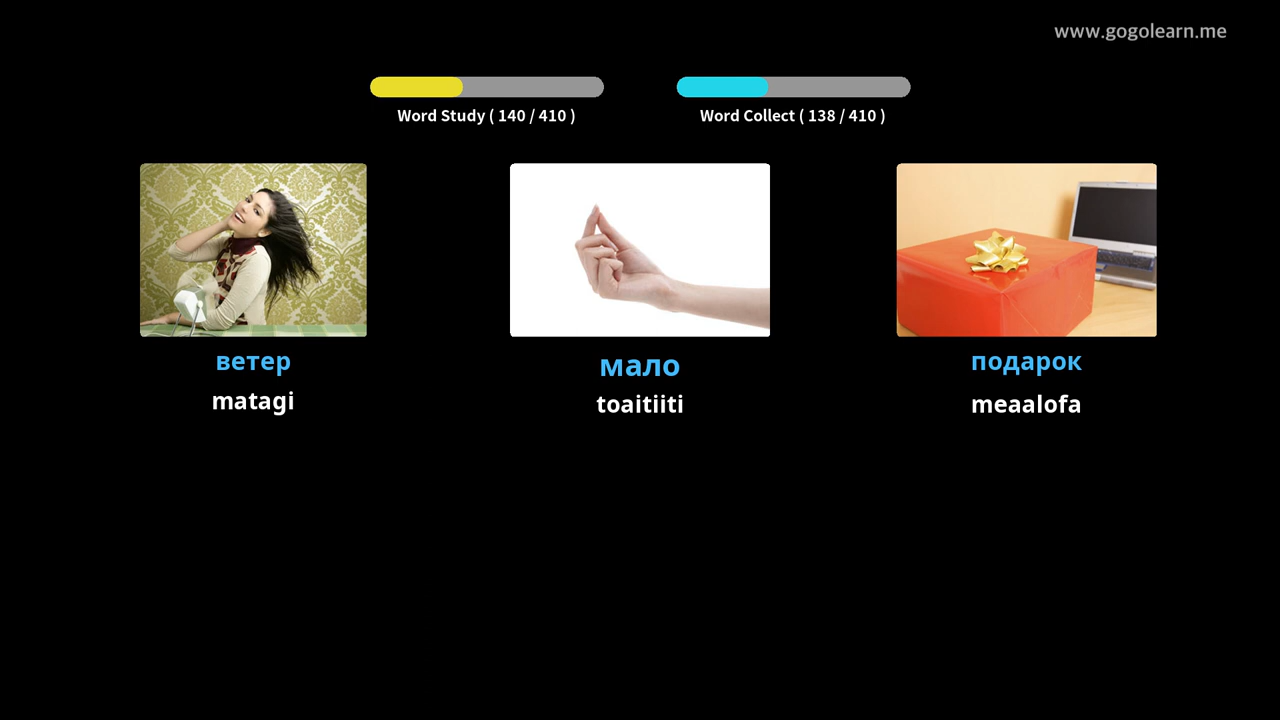 www.gogolearn.me
Word Study ( 140 / 410 )
Word Collect ( 138 / 410 )
ветер
matagi
мало
toaitiiti
подарок
meaalofa